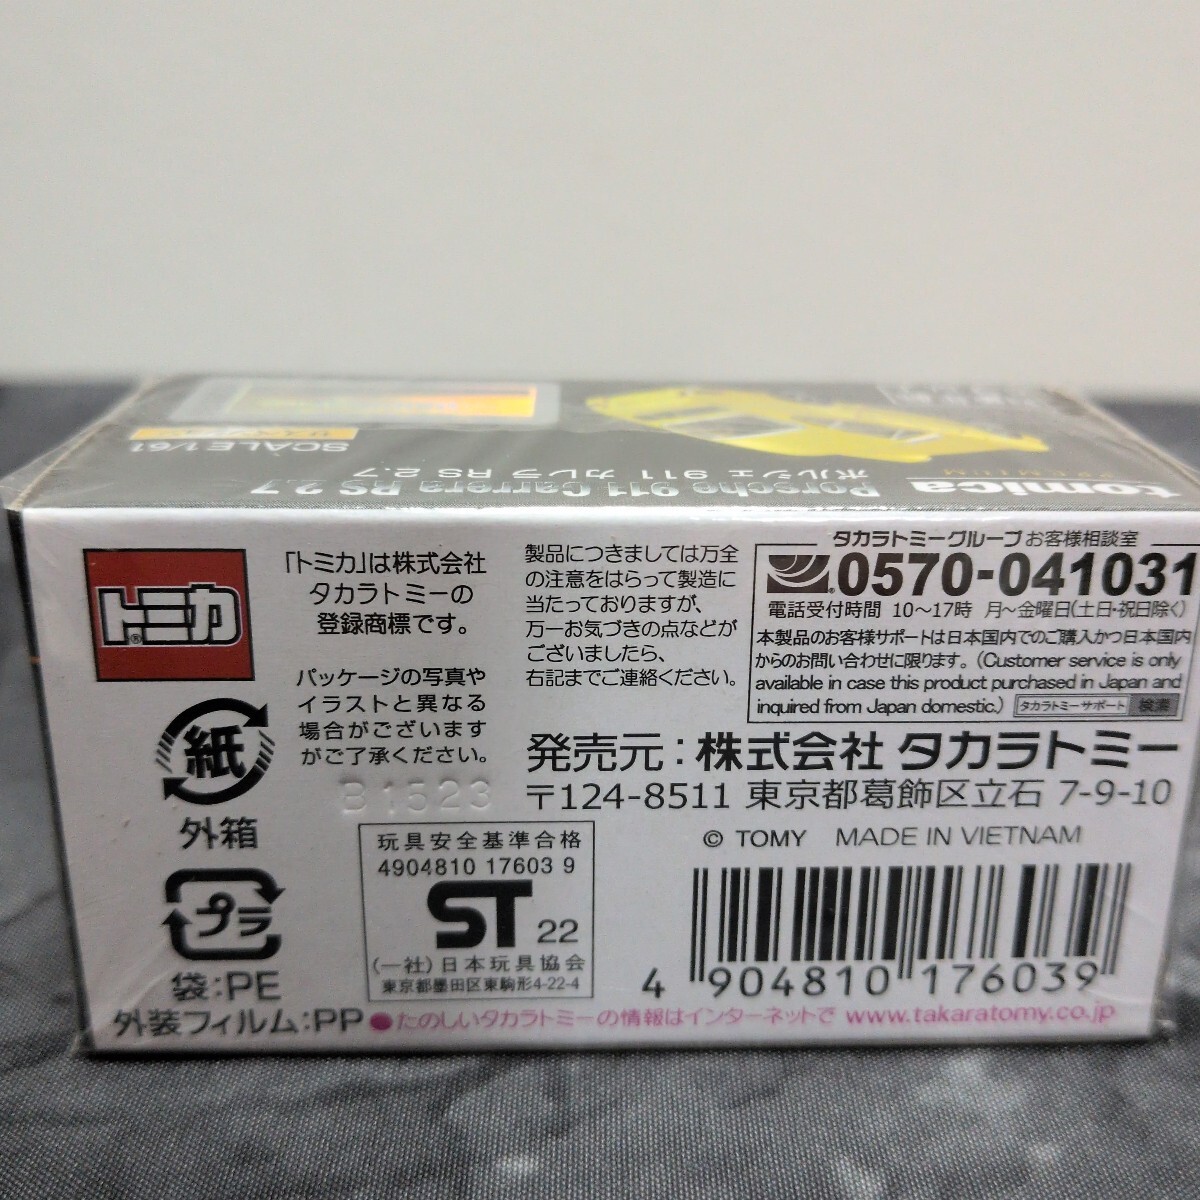 SCALE 1/61
サスペンション
tomica
PREMIUM
Porsche 911 Carrera RS 2.7
ポルシェ 911 カレラ RS 2.7
トミカ®
「トミカ」は株式会社
タカラトミーの
登録商標です。
パッケージの写真や
イラストと異なる
場合がございます
がご了承ください。
B1523
製品につきましては万全
の注意をはらって製造に
当たっておりますが、
万一お気づきの点などが
ございましたら、
右記までご連絡ください。
タカラトミーグループ お客様相談室
0570-041031
電話受付時間 10〜17時 月〜金曜日(土日・祝日除く)
本製品のお客様サポートは日本国内でのご購入かつ日本国内
からのお問い合わせに限ります。(Customer service is only
available in case this product purchased in Japan and
inquired from Japan domestic.) タカラトミーサポート 検索
発売元：株式会社 タカラトミー
〒124-8511 東京都葛飾区立石 7-9-10
© TOMY MADE IN VIETNAM
紙
外箱
プラ
袋：PE
外装フィルム：PP
玩具安全基準合格
4904810 17603 9
ST 22
(一社)日本玩具協会
東京都墨田区東駒形4-22-4
4 904810 176039
●たのしいタカラトミーの情報はインターネットで www.takaratomy.co.jp